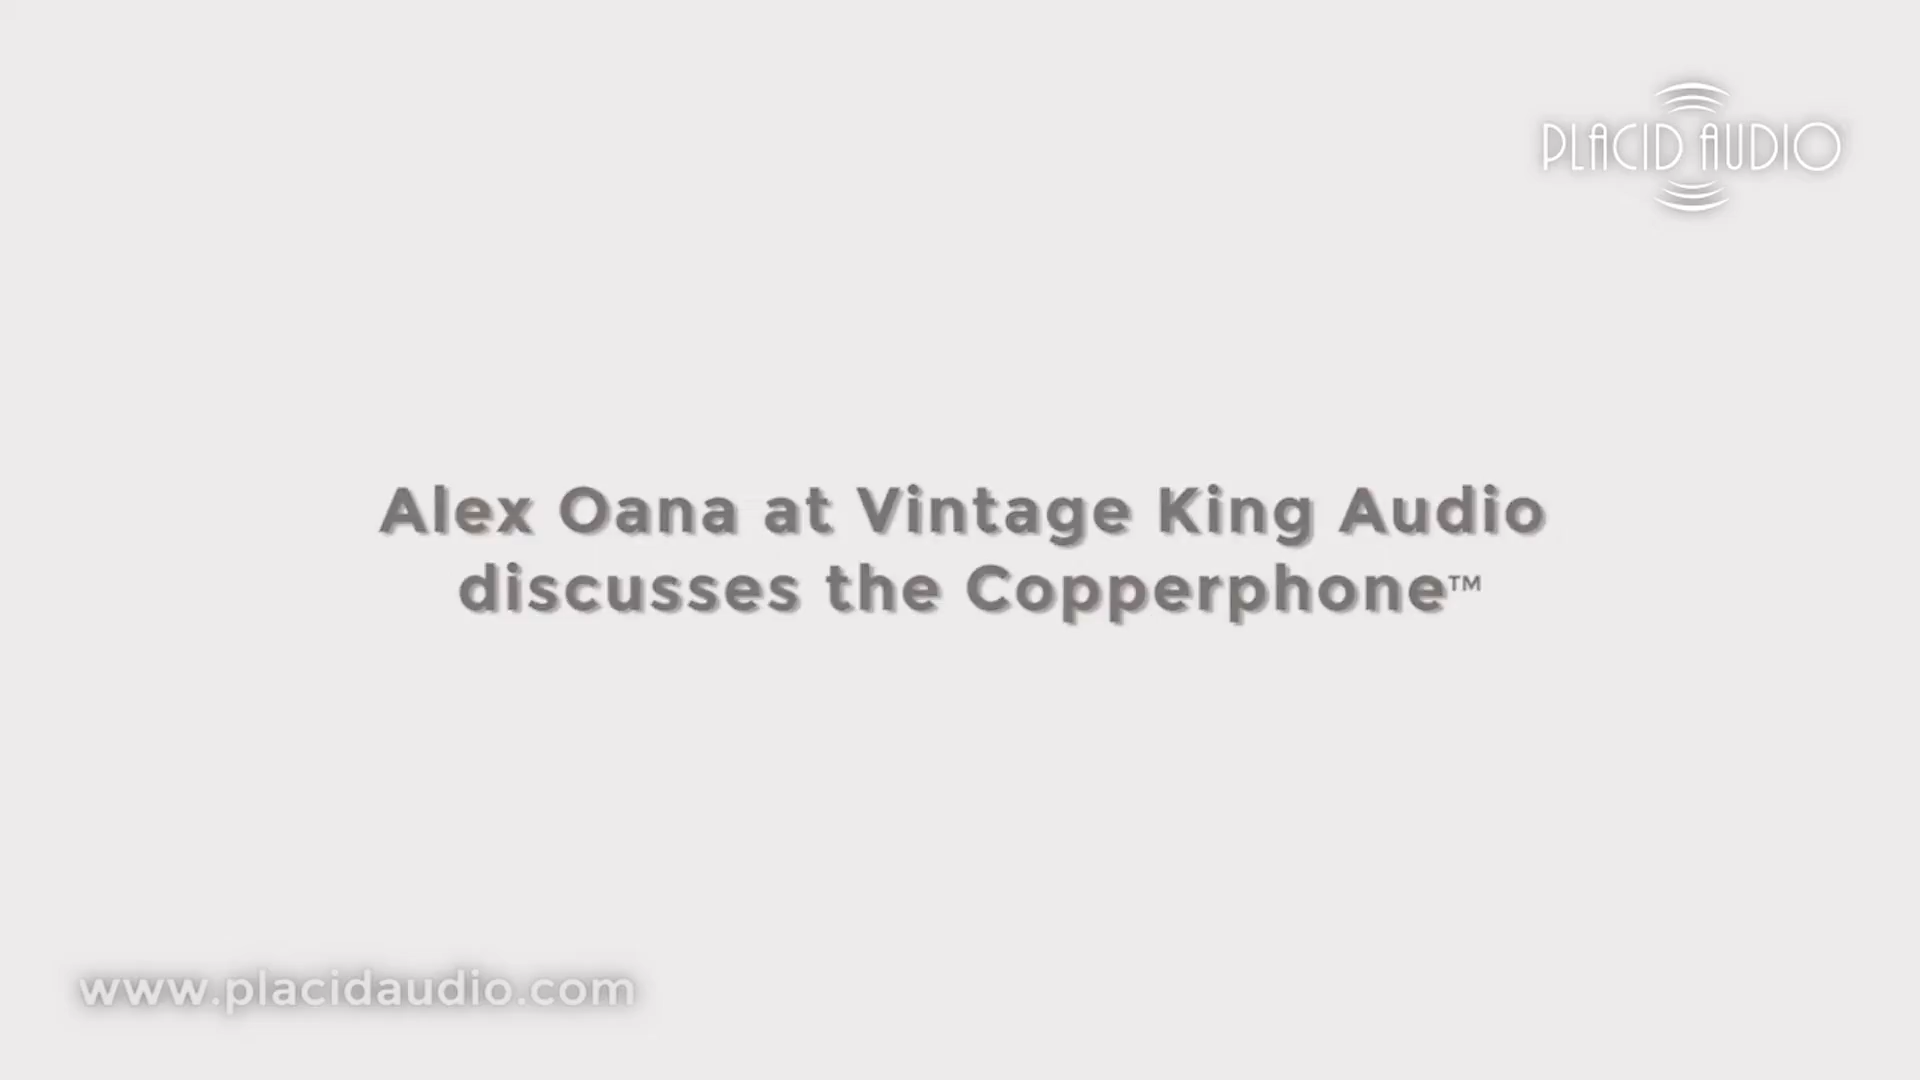 PLACID AUDIO
Alex Oana at Vintage King Audio
discusses the Copperphone™
www.placidaudio.com